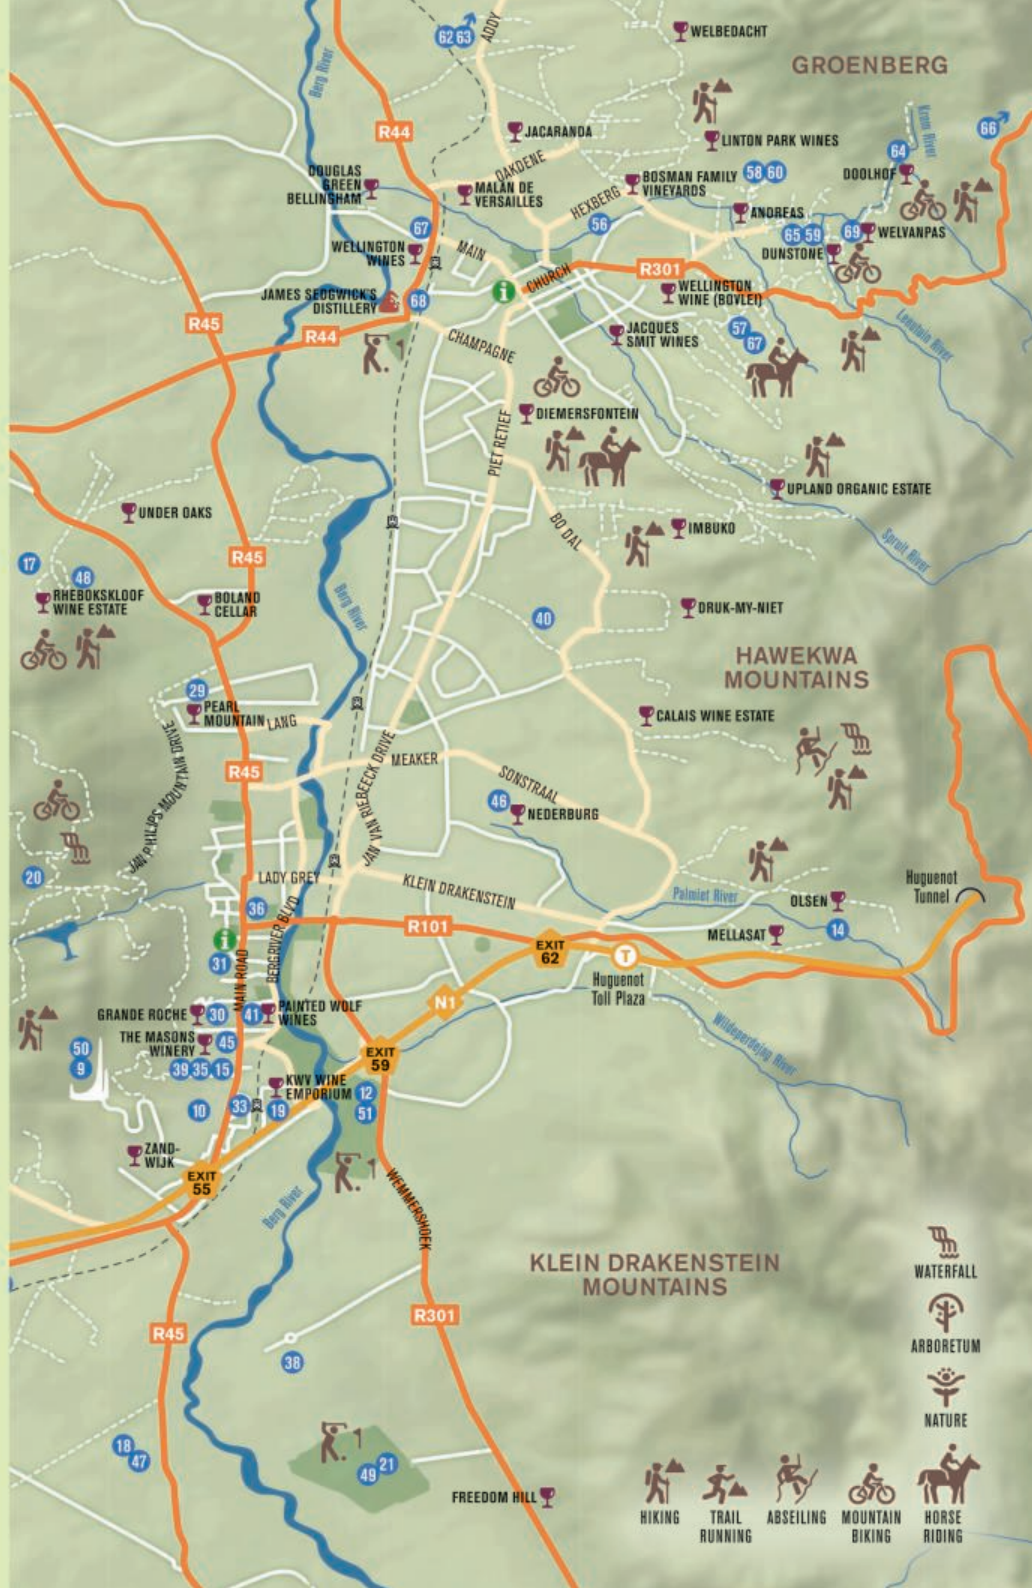 62 63
ADDY
WELBEDACHT
GROENBERG
Berg River
R44
JACARANDA
LINTON PARK WINES
Krom River
66
64
OAKDENE
DOUGLAS
GREEN
BELLINGHAM
MALAN DE
VERSAILLES
BOSMAN FAMILY
VINEYARDS
58 60
DOOLHOF
HEXBERG
ANDREAS
67
56
65 59
69
WELVANPAS
WELLINGTON
WINES
MAIN
DUNSTONE
i
CHURCH
R301
JAMES SEDGWICK'S
DISTILLERY
68
WELLINGTON
WINE (BOVLEI)
R45
R44
CHAMPAGNE
JACQUES
SMIT WINES
57
67
Leeutuin River
DIEMERSFONTEIN
PIET RETIEF
UPLAND ORGANIC ESTATE
UNDER OAKS
BO DAL
IMBUKO
Spruit River
R45
17
48
RHEBOKSKLOOF
WINE ESTATE
BOLAND
CELLAR
Berg River
40
DRUK-MY-NIET
HAWEKWA
MOUNTAINS
29
PEARL
MOUNTAIN
LANG
CALAIS WINE ESTATE
JAN PHILIPS MOUNTAIN DRIVE
R45
JAN VAN RIEBEECK DRIVE
MEAKER
SONSTRAAL
46
NEDERBURG
20
LADY GREY
KLEIN DRAKENSTEIN
Palmiet River
OLSEN
Huguenot
Tunnel
36
BERGRIVER BLVD
R101
MELLASAT
14
i
31
MAIN ROAD
EXIT
62
T
Huguenot
Toll Plaza
N1
GRANDE ROCHE
30
41
PAINTED WOLF
WINES
THE MASONS
WINERY
45
50
9
39 35 15
EXIT
59
KWV WINE
EMPORIUM
12
51
10
33
19
ZAND-
WIJK
EXIT
55
WEMMERSHOEK
Berg River
KLEIN DRAKENSTEIN
MOUNTAINS
WATERFALL
R45
R301
ARBORETUM
38
NATURE
18
47
49
21
FREEDOM HILL
HIKING
TRAIL
RUNNING
ABSEILING
MOUNTAIN
BIKING
HORSE
RIDING